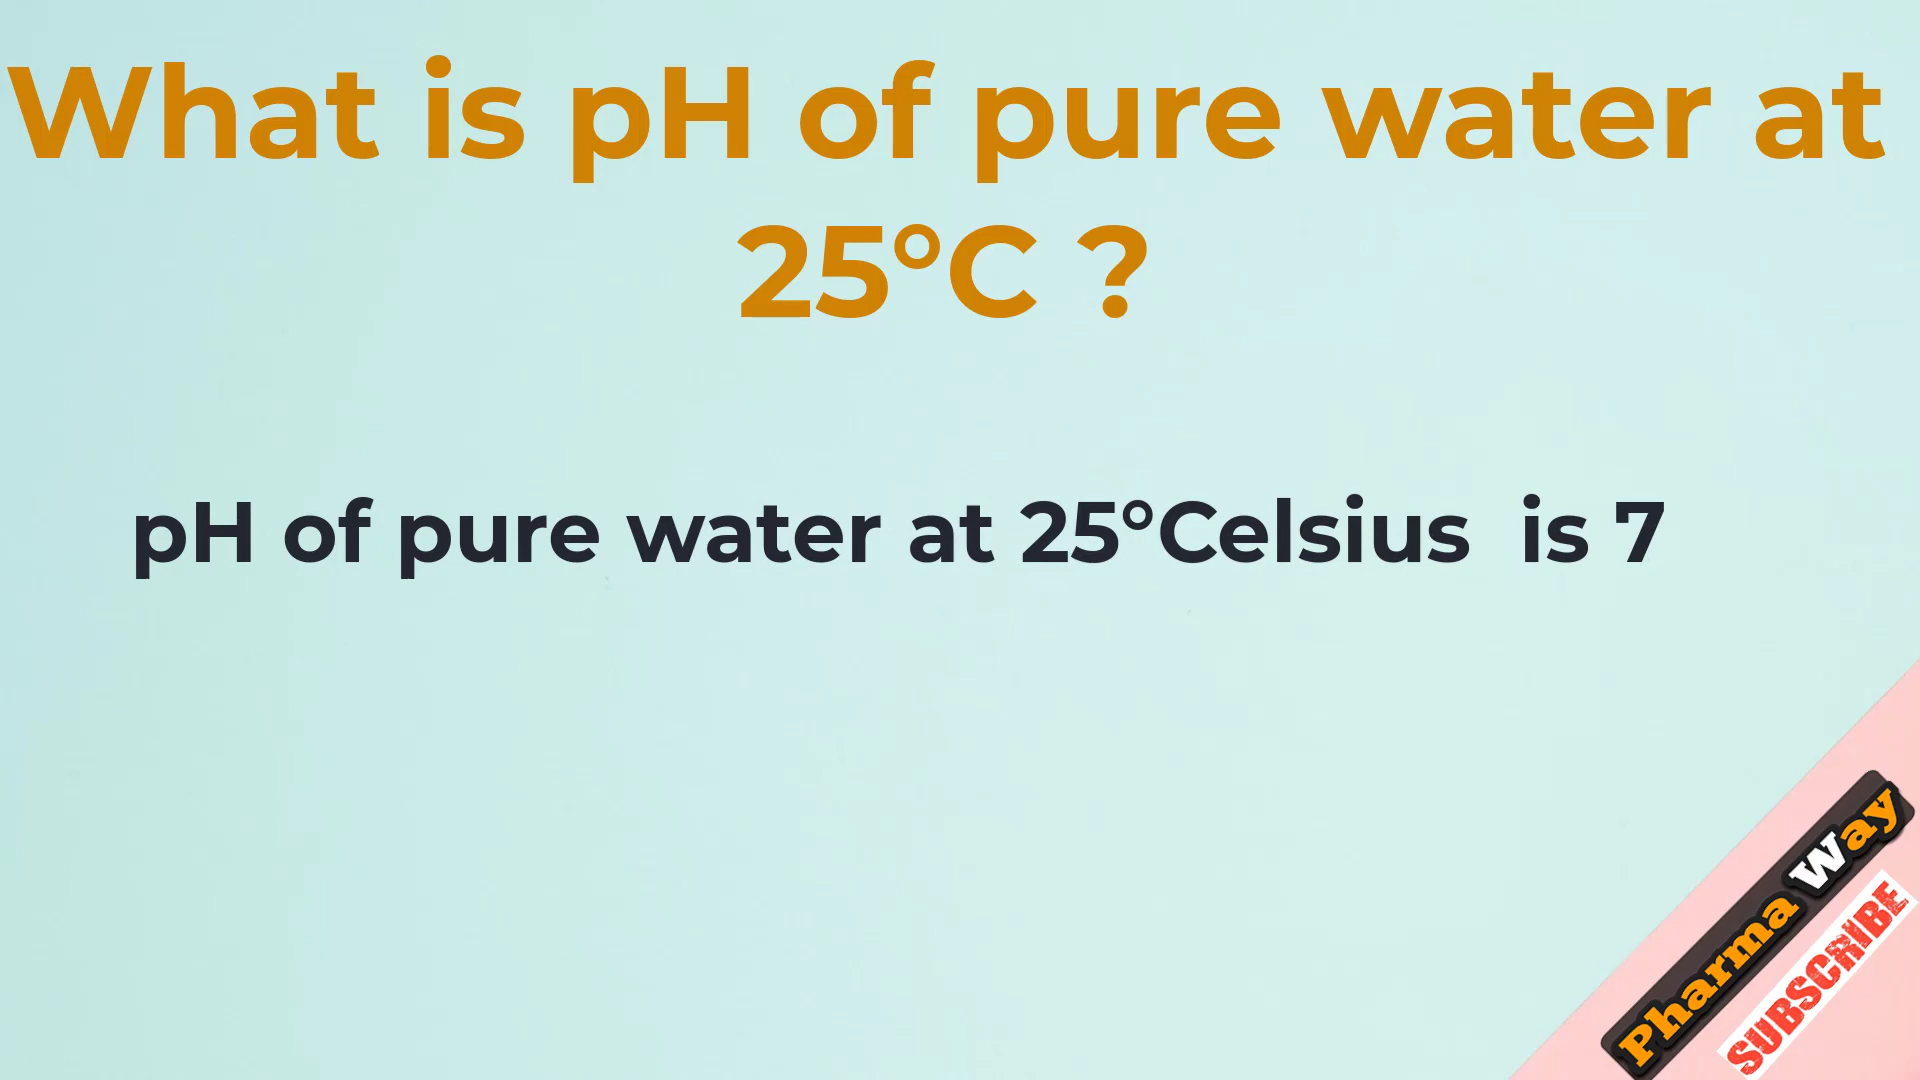 What is pH of pure water at
25°C ?
pH of pure water at 25°Celsius  is 7
Pharma Way
SUBSCRIBE